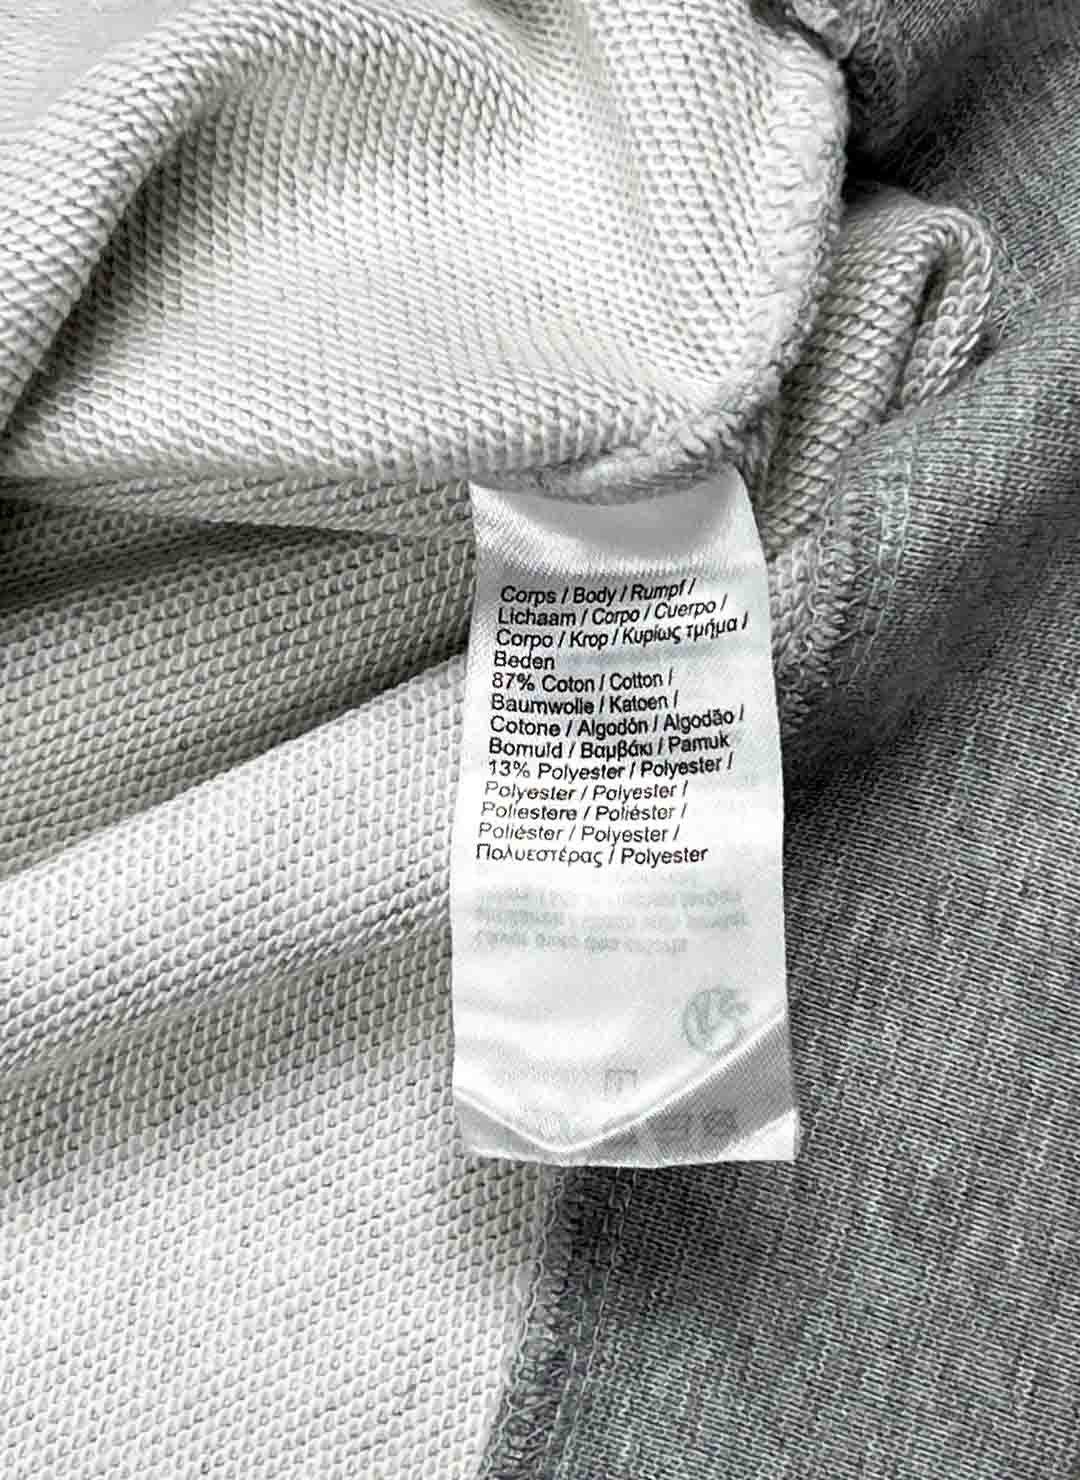 Corps / Body / Rumpf /
Lichaam / Corpo / Cuerpo /
Corpo / Krop / Κυρίως τμήμα /
Beden
87% Coton / Cotton /
Baumwolle / Katoen /
Cotone / Algodón / Algodão /
Bomuld / Βαμβάκι / Pamuk
13% Polyester / Polyester /
Polyester / Polyester /
Poliestere / Poliéster /
Poliéster / Polyester /
Πολυεστέρας / Polyester